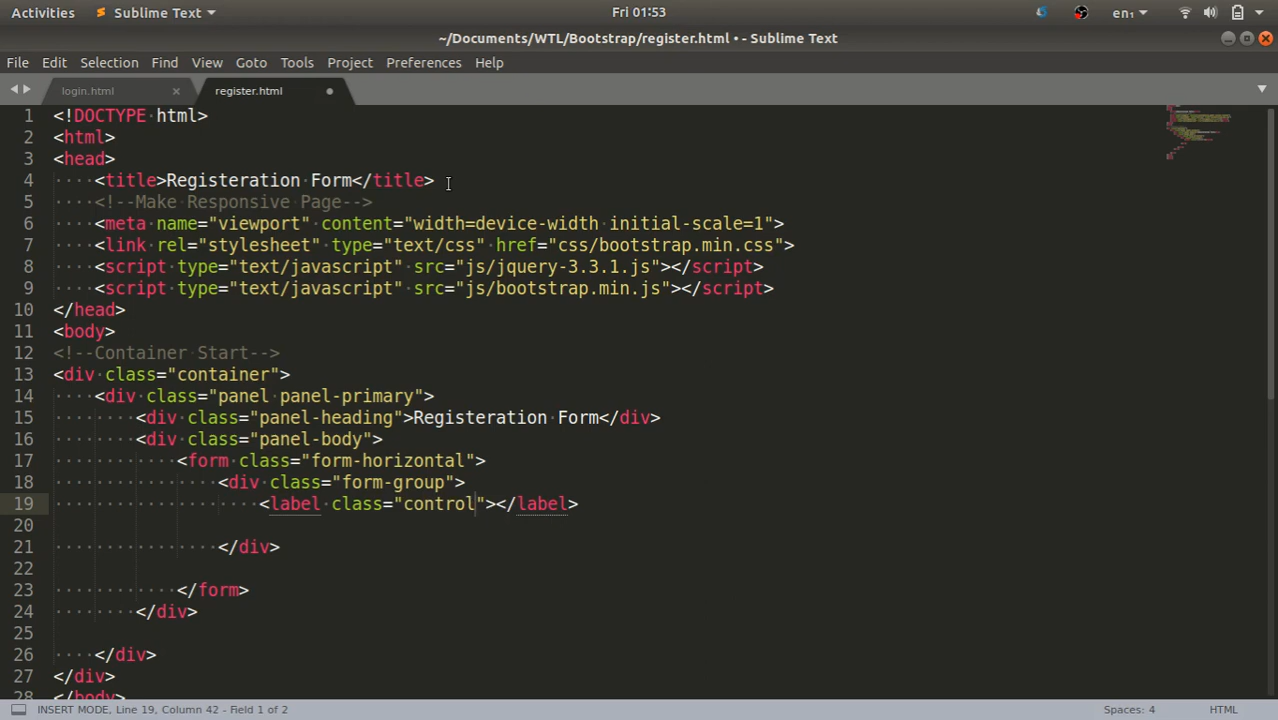 Activities Sublime Text Fri 01:53 en₁
~/Documents/WTL/Bootstrap/register.html • - Sublime Text
File Edit Selection Find View Goto Tools Project Preferences Help
login.html register.html
1 <!DOCTYPE html>
2 <html>
3 <head>
4 <title>Registeration Form</title>
5 <!--Make Responsive Page-->
6 <meta name="viewport" content="width=device-width initial-scale=1">
7 <link rel="stylesheet" type="text/css" href="css/bootstrap.min.css">
8 <script type="text/javascript" src="js/jquery-3.3.1.js"></script>
9 <script type="text/javascript" src="js/bootstrap.min.js"></script>
10 </head>
11 <body>
12 <!--Container Start-->
13 <div class="container">
14 <div class="panel panel-primary">
15 <div class="panel-heading">Registeration Form</div>
16 <div class="panel-body">
17 <form class="form-horizontal">
18 <div class="form-group">
19 <label class="control"></label>
20
21 </div>
22
23 </form>
24 </div>
25
26 </div>
27 </div>
28 </body>
INSERT MODE, Line 19, Column 42 - Field 1 of 2 Spaces: 4 HTML